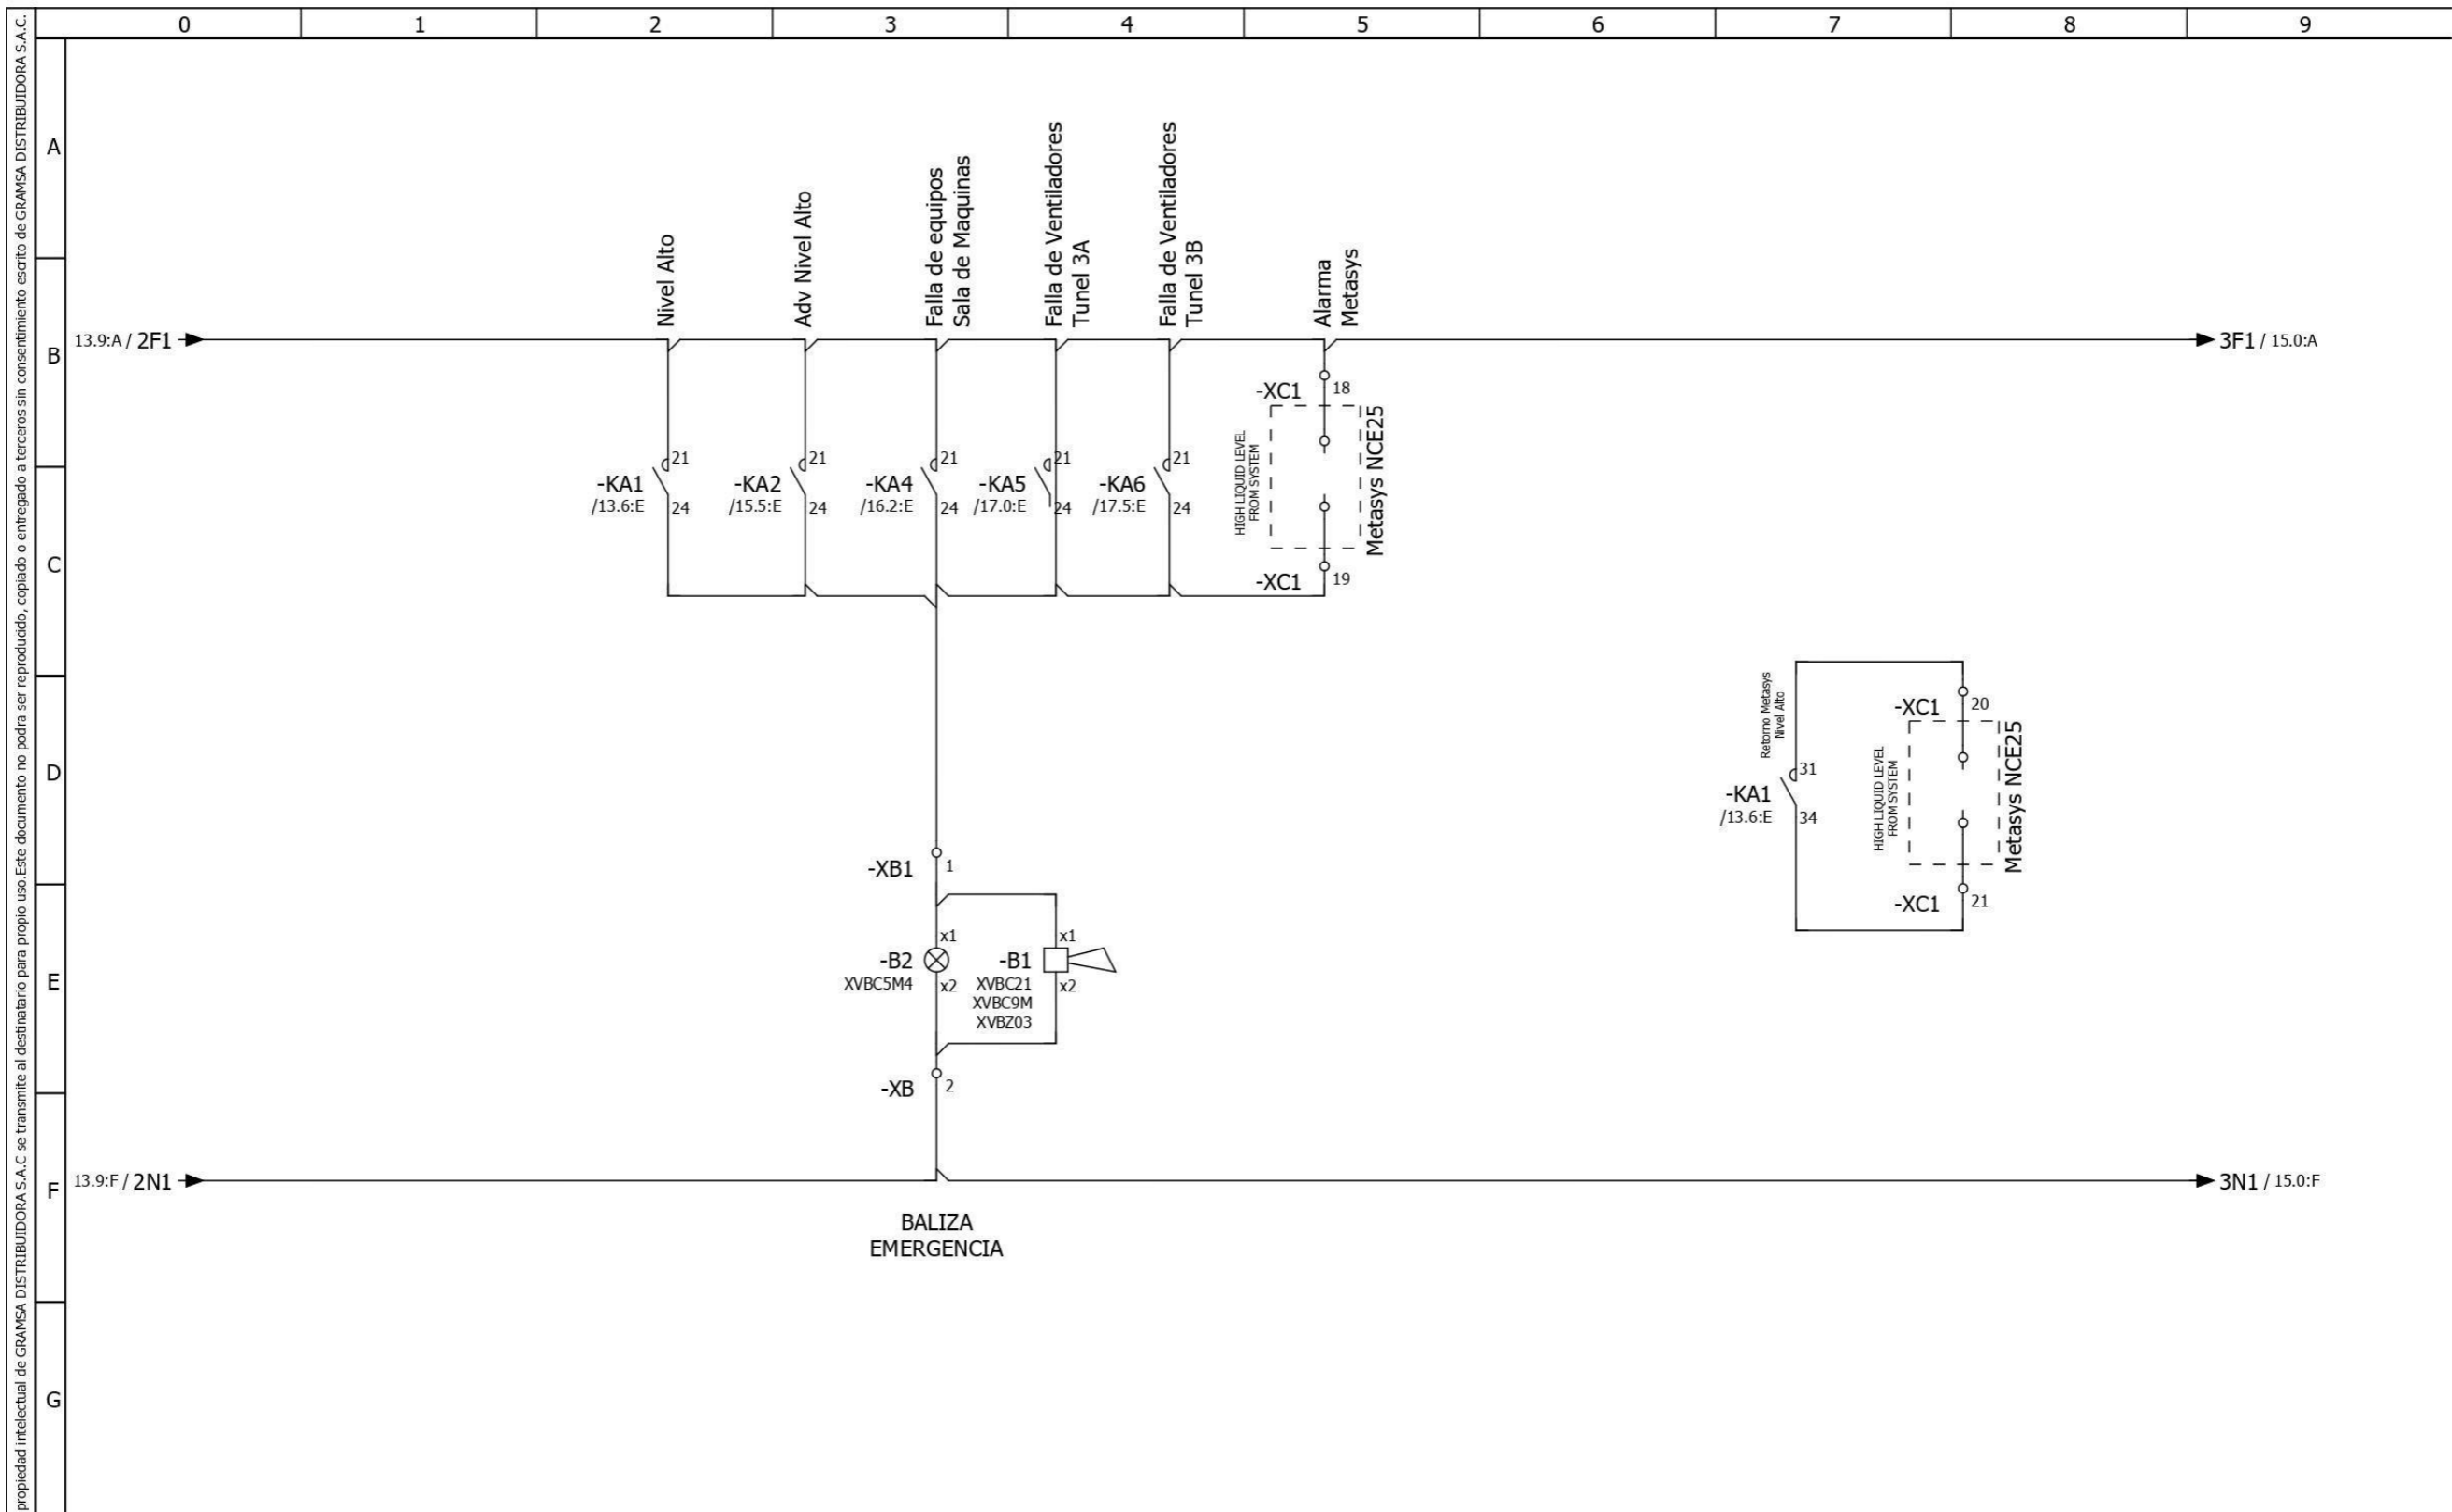 0 1 2 3 4 5 6 7 8 9
propiedad intelectual de GRAMSA DISTRIBUIDORA S.A.C se transmite al destinatario para propio uso.Este documento no podra ser reproducido, copiado o entregado a terceros sin consentimiento escrito de GRAMSA DISTRIBUIDORA S.A.C.
A
B
C
D
E
F
G
Nivel Alto
Adv Nivel Alto
Falla de equipos
Sala de Maquinas
Falla de Ventiladores
Tunel 3A
Falla de Ventiladores
Tunel 3B
Alarma
Metasys
13.9:A / 2F1
3F1 / 15.0:A
-KA1
/13.6:E
21
24
-KA2
/15.5:E
21
24
-KA4
/16.2:E
21
24
-KA5
/17.0:E
21
24
-KA6
/17.5:E
21
24
-XC1
18
HIGH LIQUID LEVEL
FROM SYSTEM
Metasys NCE25
-XC1
19
Retorno Metasys
Nivel Alto
-KA1
/13.6:E
31
34
-XC1
20
HIGH LIQUID LEVEL
FROM SYSTEM
Metasys NCE25
-XC1
21
-XB1
1
-B2
XVBC5M4
x1
x2
-B1
XVBC21
XVBC9M
XVBZ03
x1
x2
-XB
2
13.9:F / 2N1
3N1 / 15.0:F
BALIZA
EMERGENCIA